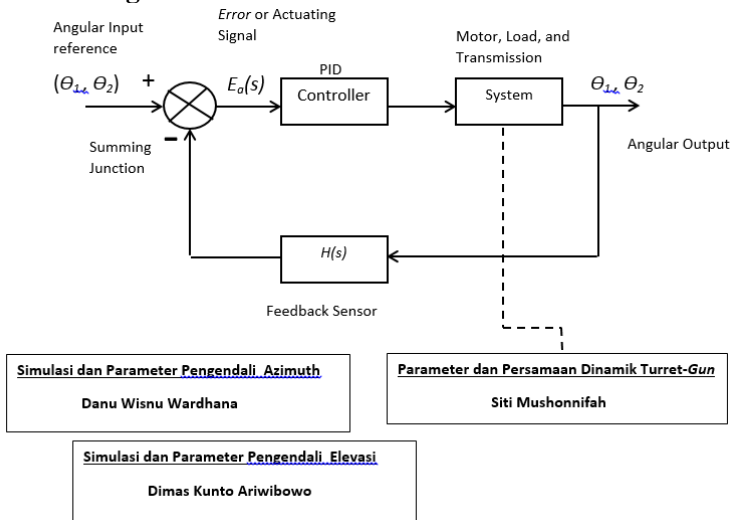 Error or Actuating
Signal
Angular Input
reference
Motor, Load, and
Transmission
(ϴ1, ϴ2)
+
Ea(s)
PID
Controller
System
ϴ1, ϴ2
Summing
Junction
−
Angular Output
H(s)
Feedback Sensor
Simulasi dan Parameter Pengendali Azimuth
Danu Wisnu Wardhana
Parameter dan Persamaan Dinamik Turret-Gun
Siti Mushonnifah
Simulasi dan Parameter Pengendali Elevasi
Dimas Kunto Ariwibowo